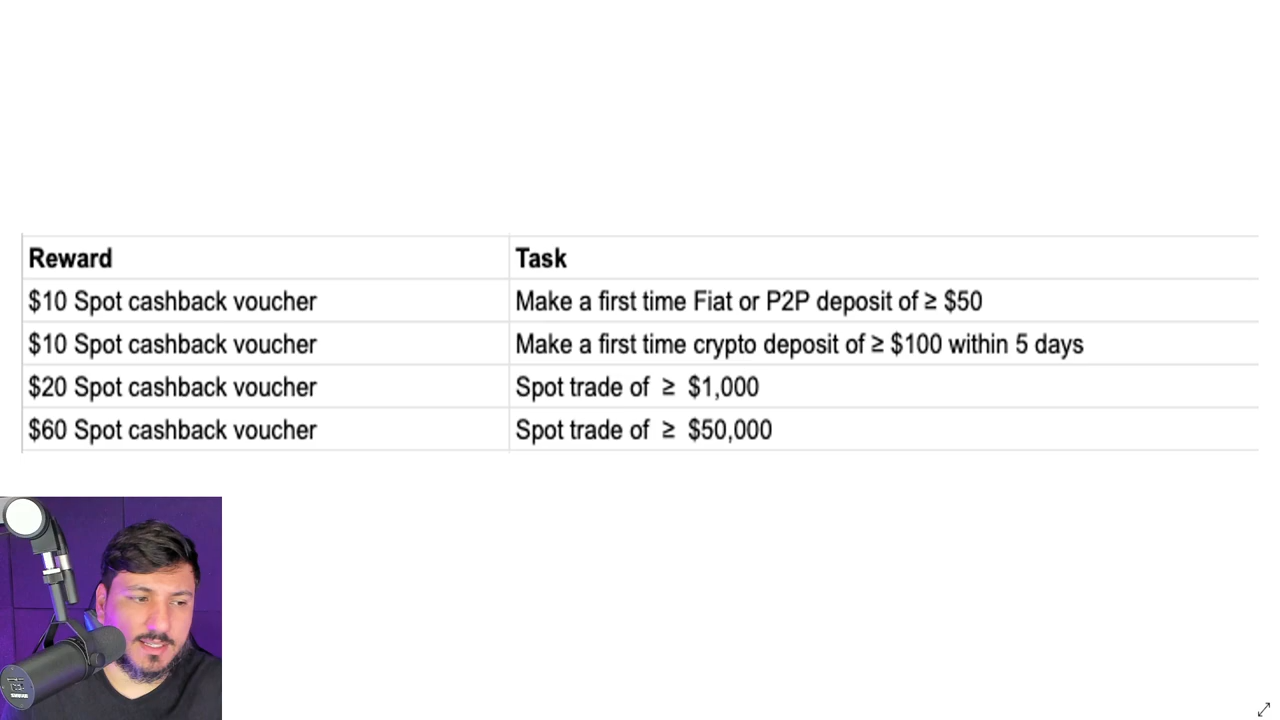 Reward Task
$10 Spot cashback voucher Make a first time Fiat or P2P deposit of ≥ $50
$10 Spot cashback voucher Make a first time crypto deposit of ≥ $100 within 5 days
$20 Spot cashback voucher Spot trade of ≥ $1,000
$60 Spot cashback voucher Spot trade of ≥ $50,000